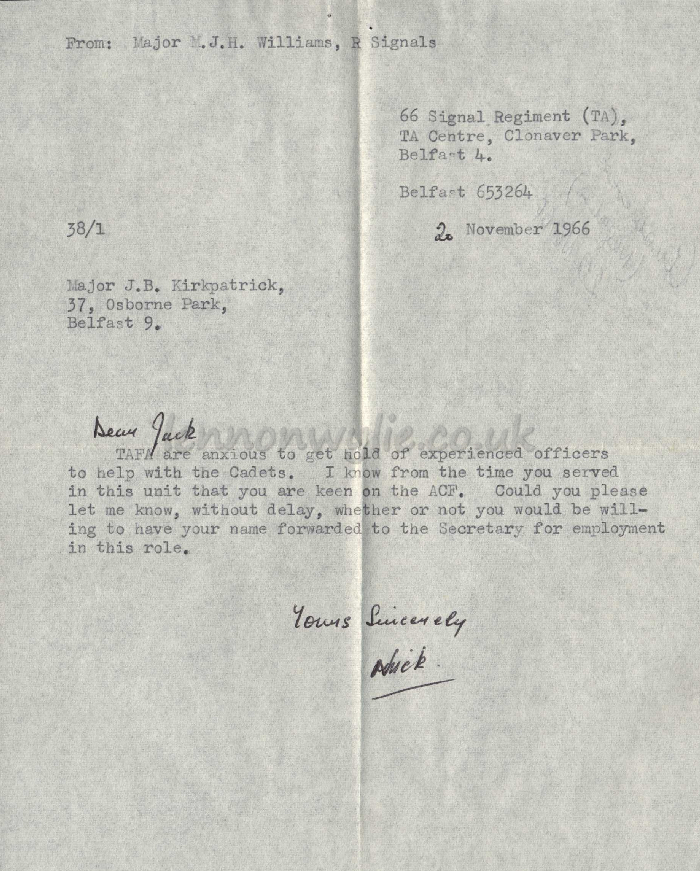 From: Major M.J.H. Williams, R Signals
66 Signal Regiment (TA),
TA Centre, Clonaver Park,
Belfast 4.
Belfast 653264
38/1
20 November 1966
Major J.B. Kirkpatrick,
37, Osborne Park,
Belfast 9.
Dear Jack
lennonwylie.co.uk
TAFA are anxious to get hold of experienced officers
to help with the Cadets. I know from the time you served
in this unit that you are keen on the ACF. Could you please
let me know, without delay, whether or not you would be will-
ing to have your name forwarded to the Secretary for employment
in this role.
Yours Sincerely